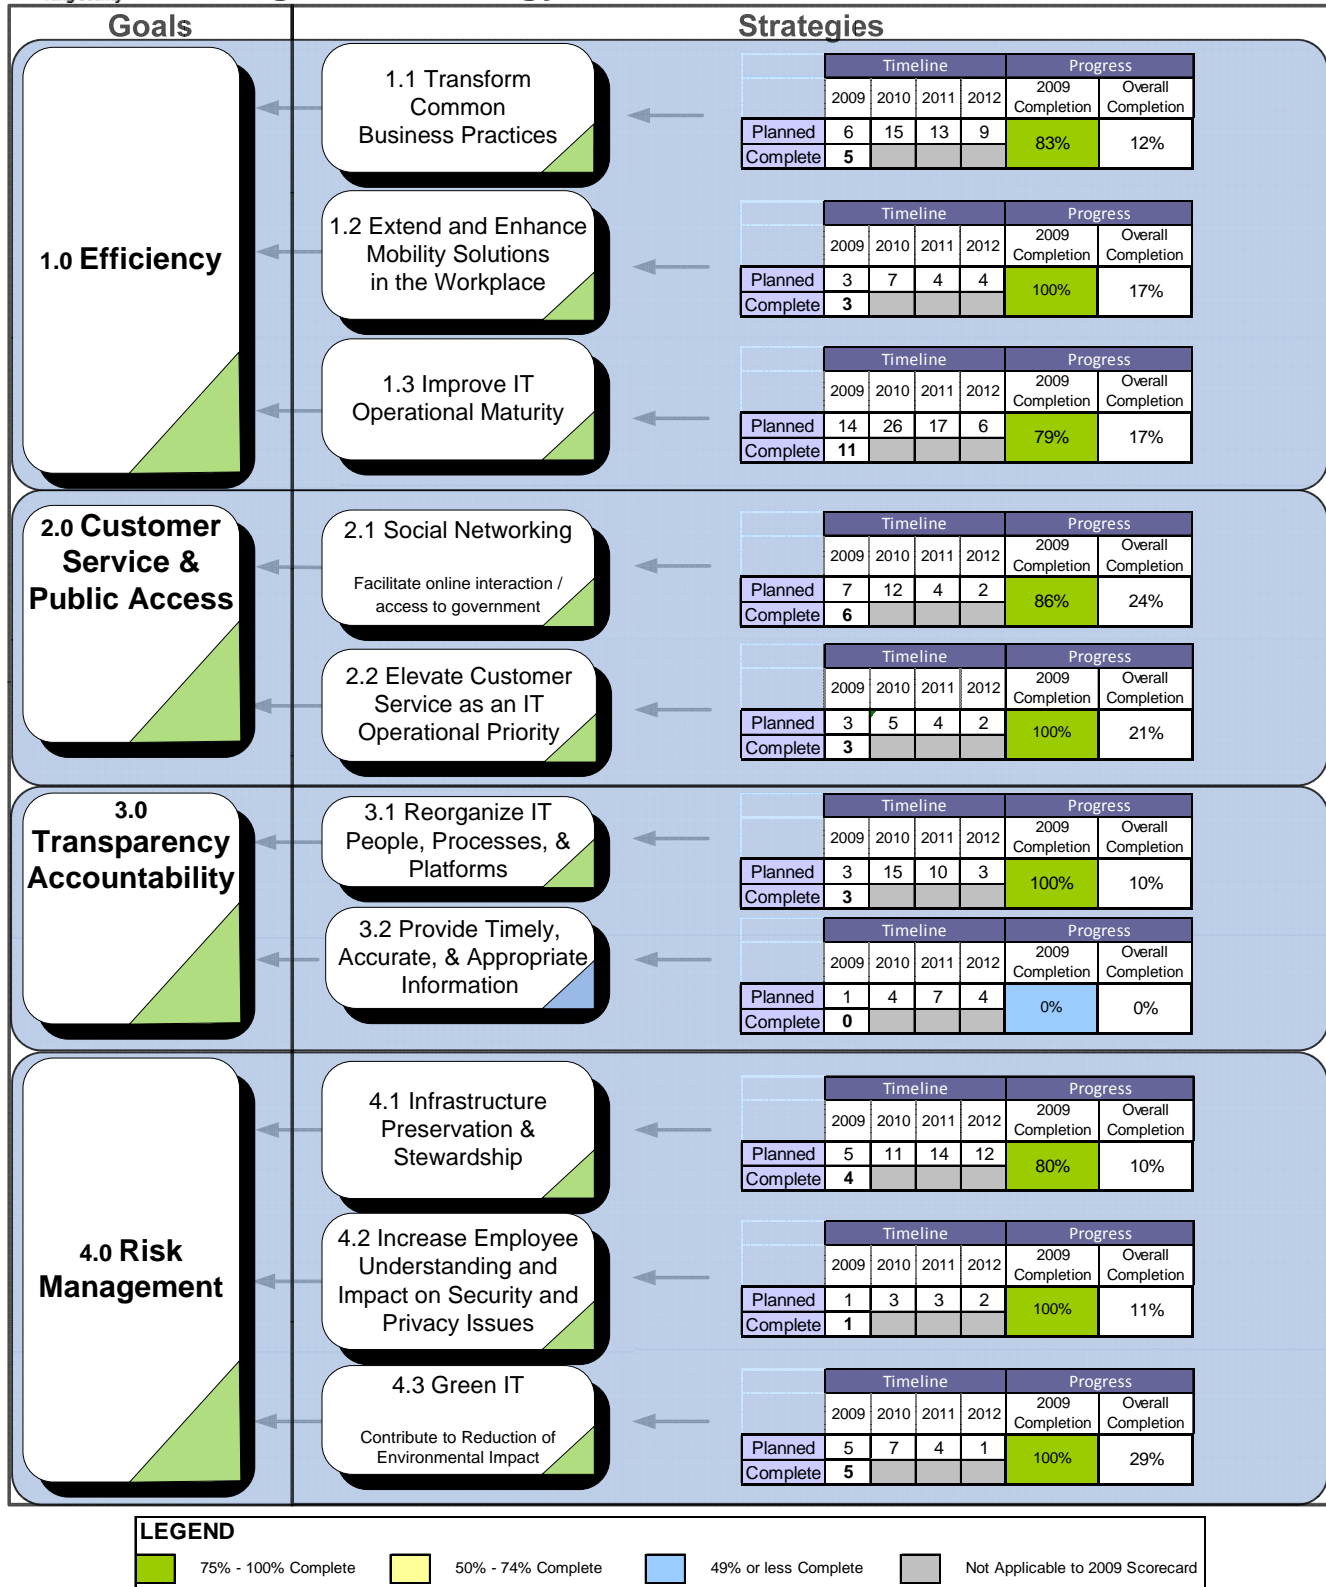 Goals Strategies
1.0 Efficiency
1.1 Transform
Common
Business Practices
Timeline Progress
2009 2010 2011 2012 2009 Completion Overall Completion
Planned 6 15 13 9 83% 12%
Complete 5
1.2 Extend and Enhance
Mobility Solutions
in the Workplace
Timeline Progress
2009 2010 2011 2012 2009 Completion Overall Completion
Planned 3 7 4 4 100% 17%
Complete 3
1.3 Improve IT
Operational Maturity
Timeline Progress
2009 2010 2011 2012 2009 Completion Overall Completion
Planned 14 26 17 6 79% 17%
Complete 11
2.0 Customer
Service &
Public Access
2.1 Social Networking
Facilitate online interaction /
access to government
Timeline Progress
2009 2010 2011 2012 2009 Completion Overall Completion
Planned 7 12 4 2 86% 24%
Complete 6
2.2 Elevate Customer
Service as an IT
Operational Priority
Timeline Progress
2009 2010 2011 2012 2009 Completion Overall Completion
Planned 3 5 4 2 100% 21%
Complete 3
3.0
Transparency
Accountability
3.1 Reorganize IT
People, Processes, &
Platforms
Timeline Progress
2009 2010 2011 2012 2009 Completion Overall Completion
Planned 3 15 10 3 100% 10%
Complete 3
3.2 Provide Timely,
Accurate, & Appropriate
Information
Timeline Progress
2009 2010 2011 2012 2009 Completion Overall Completion
Planned 1 4 7 4 0% 0%
Complete 0
4.0 Risk
Management
4.1 Infrastructure
Preservation &
Stewardship
Timeline Progress
2009 2010 2011 2012 2009 Completion Overall Completion
Planned 5 11 14 12 80% 10%
Complete 4
4.2 Increase Employee
Understanding and
Impact on Security and
Privacy Issues
Timeline Progress
2009 2010 2011 2012 2009 Completion Overall Completion
Planned 1 3 3 2 100% 11%
Complete 1
4.3 Green IT
Contribute to Reduction of
Environmental Impact
Timeline Progress
2009 2010 2011 2012 2009 Completion Overall Completion
Planned 5 7 4 1 100% 29%
Complete 5
LEGEND
75% - 100% Complete 50% - 74% Complete 49% or less Complete Not Applicable to 2009 Scorecard